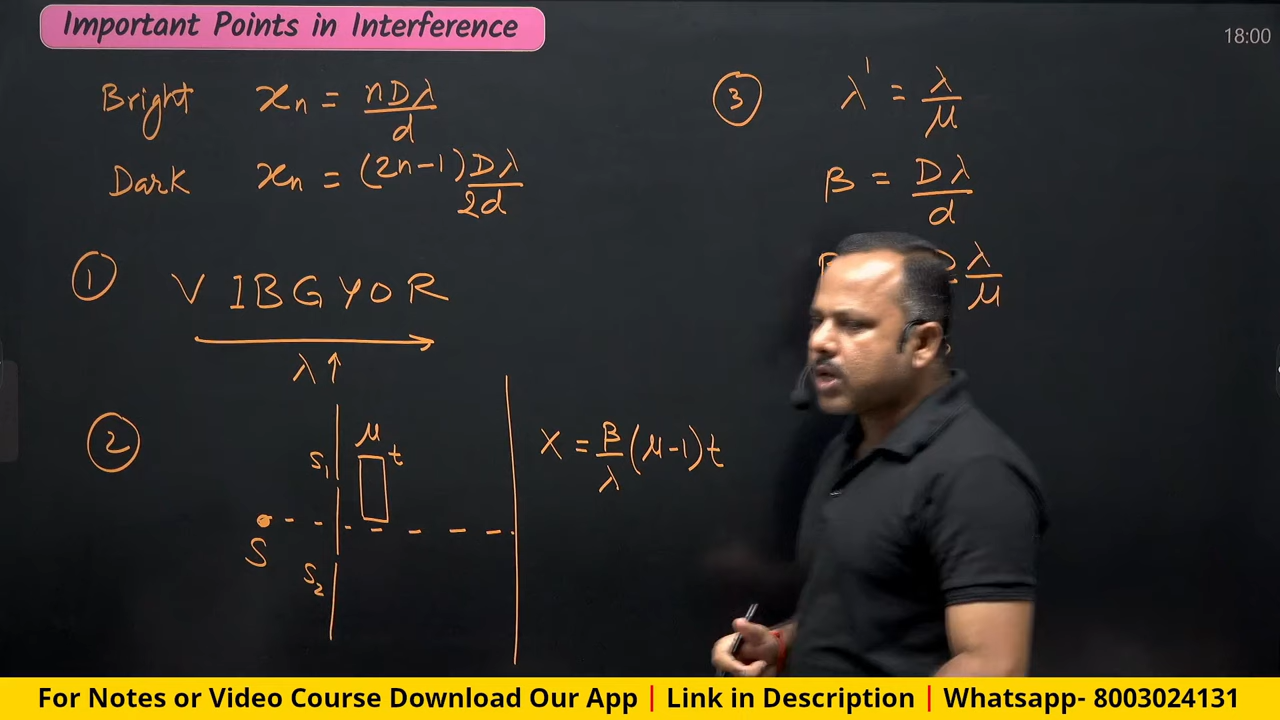 Important Points in Interference
18:00
Bright xn = nDλ/d
Dark xn = (2n-1) Dλ/2d
① VIBGYOR
λ↑
② μ
S1 t
S
S2
X = β/λ (μ-1) t
③ λ' = λ/μ
β = Dλ/d
λ/μ
For Notes or Video Course Download Our App | Link in Description | Whatsapp- 8003024131